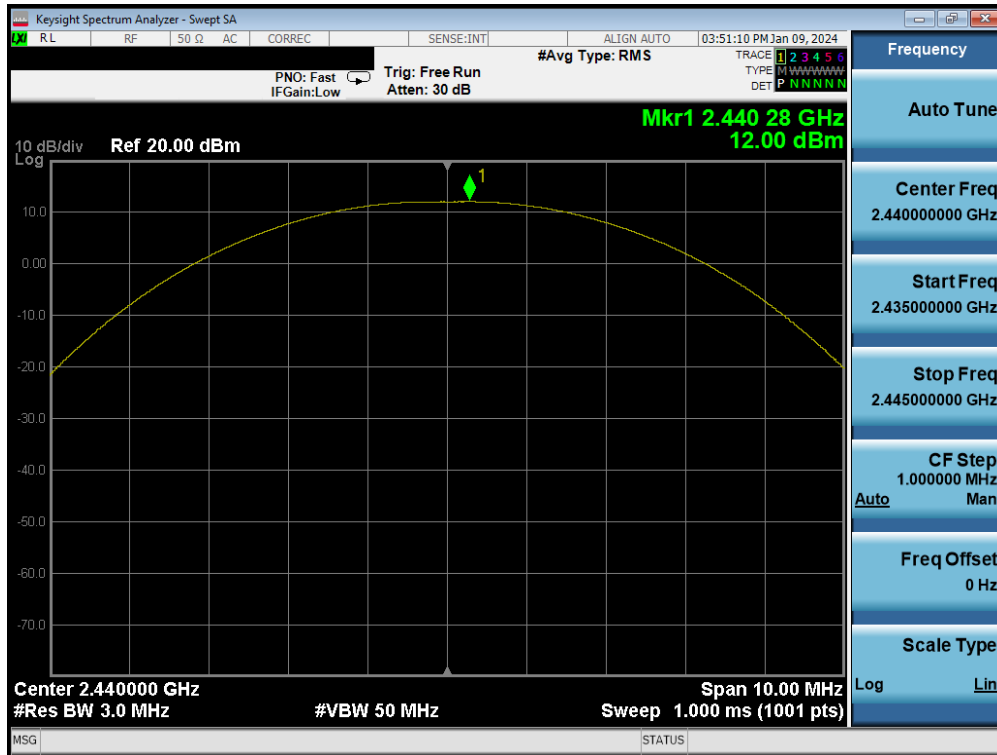 Keysight Spectrum Analyzer - Swept SA
LXI RL RF 50 Ω AC CORREC SENSE:INT ALIGN AUTO 03:51:10 PM Jan 09, 2024
#Avg Type: RMS TRACE 1 2 3 4 5 6
PNO: Fast Trig: Free Run TYPE M WWWWW
IFGain:Low Atten: 30 dB DET P N N N N N
Mkr1 2.440 28 GHz
12.00 dBm
10 dB/div Ref 20.00 dBm
Log
1
10.0
0.00
-10.0
-20.0
-30.0
-40.0
-50.0
-60.0
-70.0
Center 2.440000 GHz Span 10.00 MHz
#Res BW 3.0 MHz #VBW 50 MHz Sweep 1.000 ms (1001 pts)
MSG STATUS
Frequency
Auto Tune
Center Freq
2.440000000 GHz
Start Freq
2.435000000 GHz
Stop Freq
2.445000000 GHz
CF Step
1.000000 MHz
Auto Man
Freq Offset
0 Hz
Scale Type
Log Lin